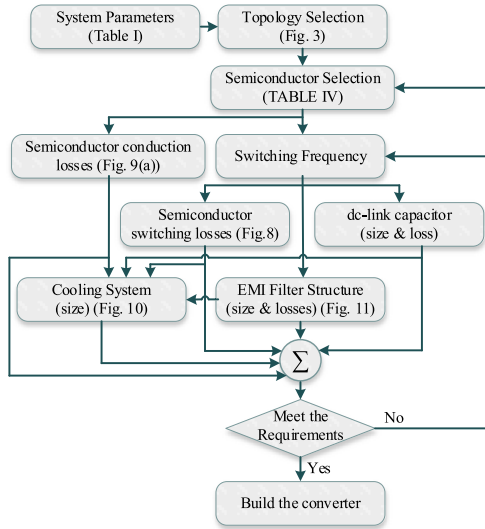 System Parameters
(Table I)
Topology Selection
(Fig. 3)
Semiconductor Selection
(TABLE IV)
Semiconductor conduction
losses (Fig. 9(a))
Switching Frequency
Semiconductor
switching losses (Fig.8)
dc-link capacitor
(size & loss)
Cooling System
(size) (Fig. 10)
EMI Filter Structure
(size & losses) (Fig. 11)
Σ
Meet the
Requirements
No
Yes
Build the converter